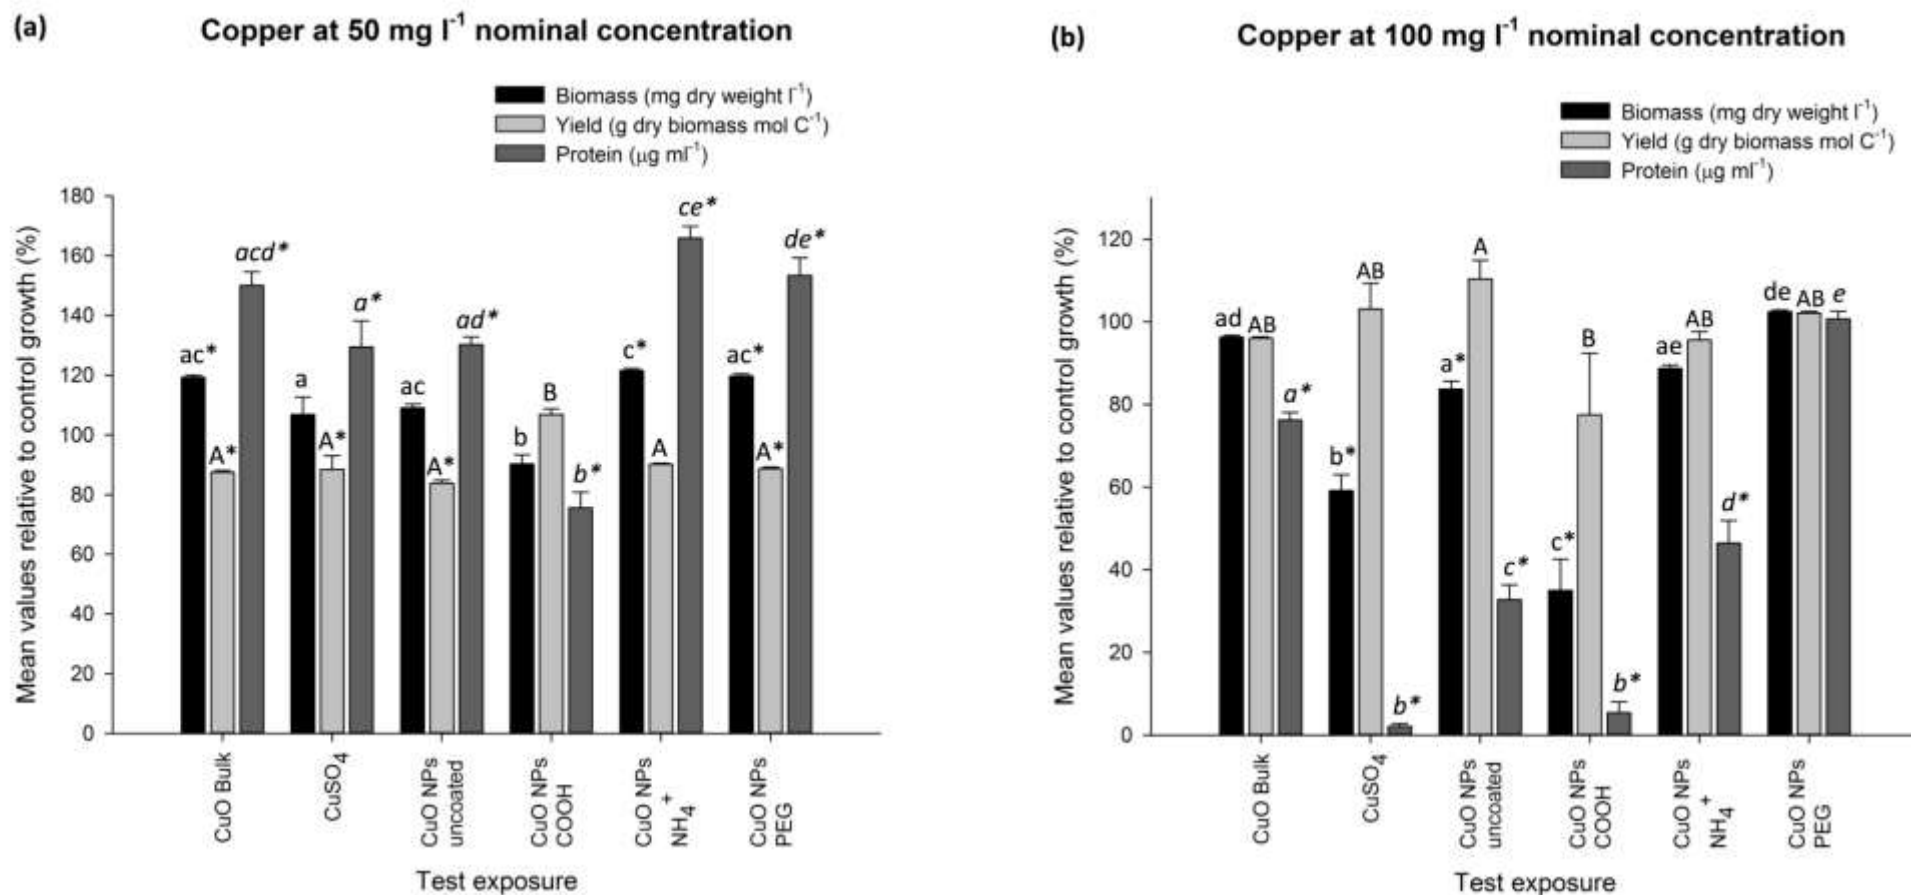 (a)
Copper at 50 mg l⁻¹ nominal concentration
Biomass (mg dry weight l⁻¹)
Yield (g dry biomass mol C⁻¹)
Protein (μg ml⁻¹)
Mean values relative to control growth (%)
180
160
140
120
100
80
60
40
20
0
ac*
A*
acd*
a
A*
a*
ac
A*
ad*
b
B
b*
c*
A
ce*
ac*
A*
de*
CuO Bulk
CuSO₄
CuO NPs
uncoated
CuO NPs
COOH
CuO NPs
NH₄⁺
CuO NPs
PEG
Test exposure
(b)
Copper at 100 mg l⁻¹ nominal concentration
Biomass (mg dry weight l⁻¹)
Yield (g dry biomass mol C⁻¹)
Protein (μg ml⁻¹)
Mean values relative to control growth (%)
120
100
80
60
40
20
0
ad
AB
a*
b*
AB
b*
a*
A
c*
c*
B
b*
ae
AB
d*
de
AB
e
CuO Bulk
CuSO₄
CuO NPs
uncoated
CuO NPs
COOH
CuO NPs
NH₄⁺
CuO NPs
PEG
Test exposure